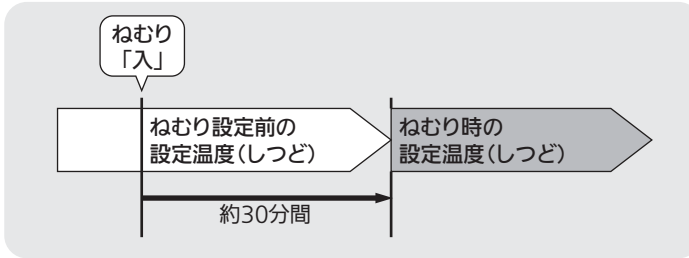 ねむり
「入」
ねむり設定前の
設定温度(しつど)
ねむり時の
設定温度(しつど)
約30分間